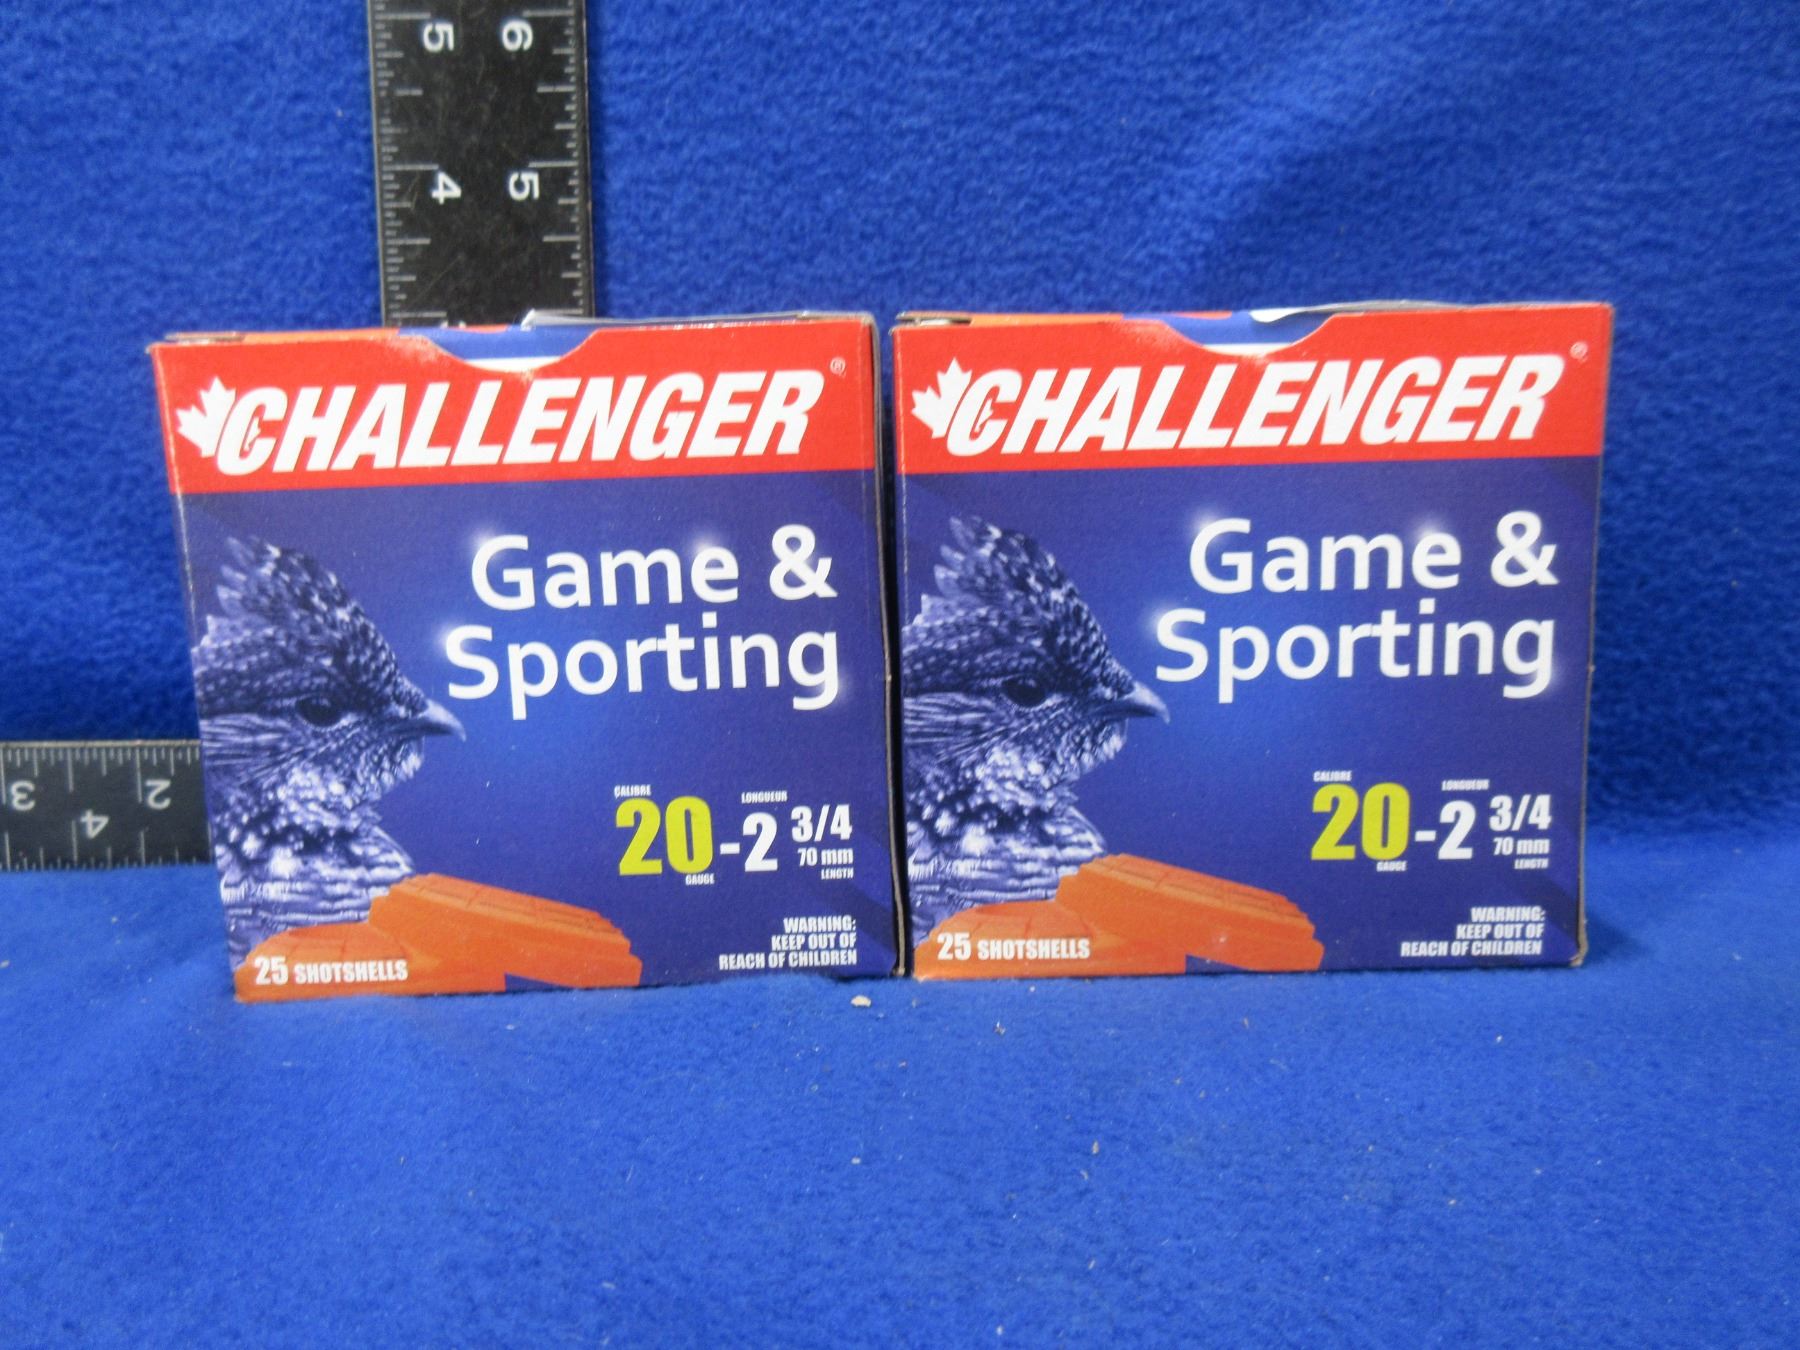 5 6
4 5
3 2
4
CHALLENGER®
Game &
Sporting
CALIBRE LONGUEUR
20-2 3/4
70 mm
GAUGE LENGTH
WARNING:
KEEP OUT OF
REACH OF CHILDREN
25 SHOTSHELLS
CHALLENGER®
Game &
Sporting
CALIBRE LONGUEUR
20-2 3/4
70 mm
GAUGE LENGTH
WARNING:
KEEP OUT OF
REACH OF CHILDREN
25 SHOTSHELLS